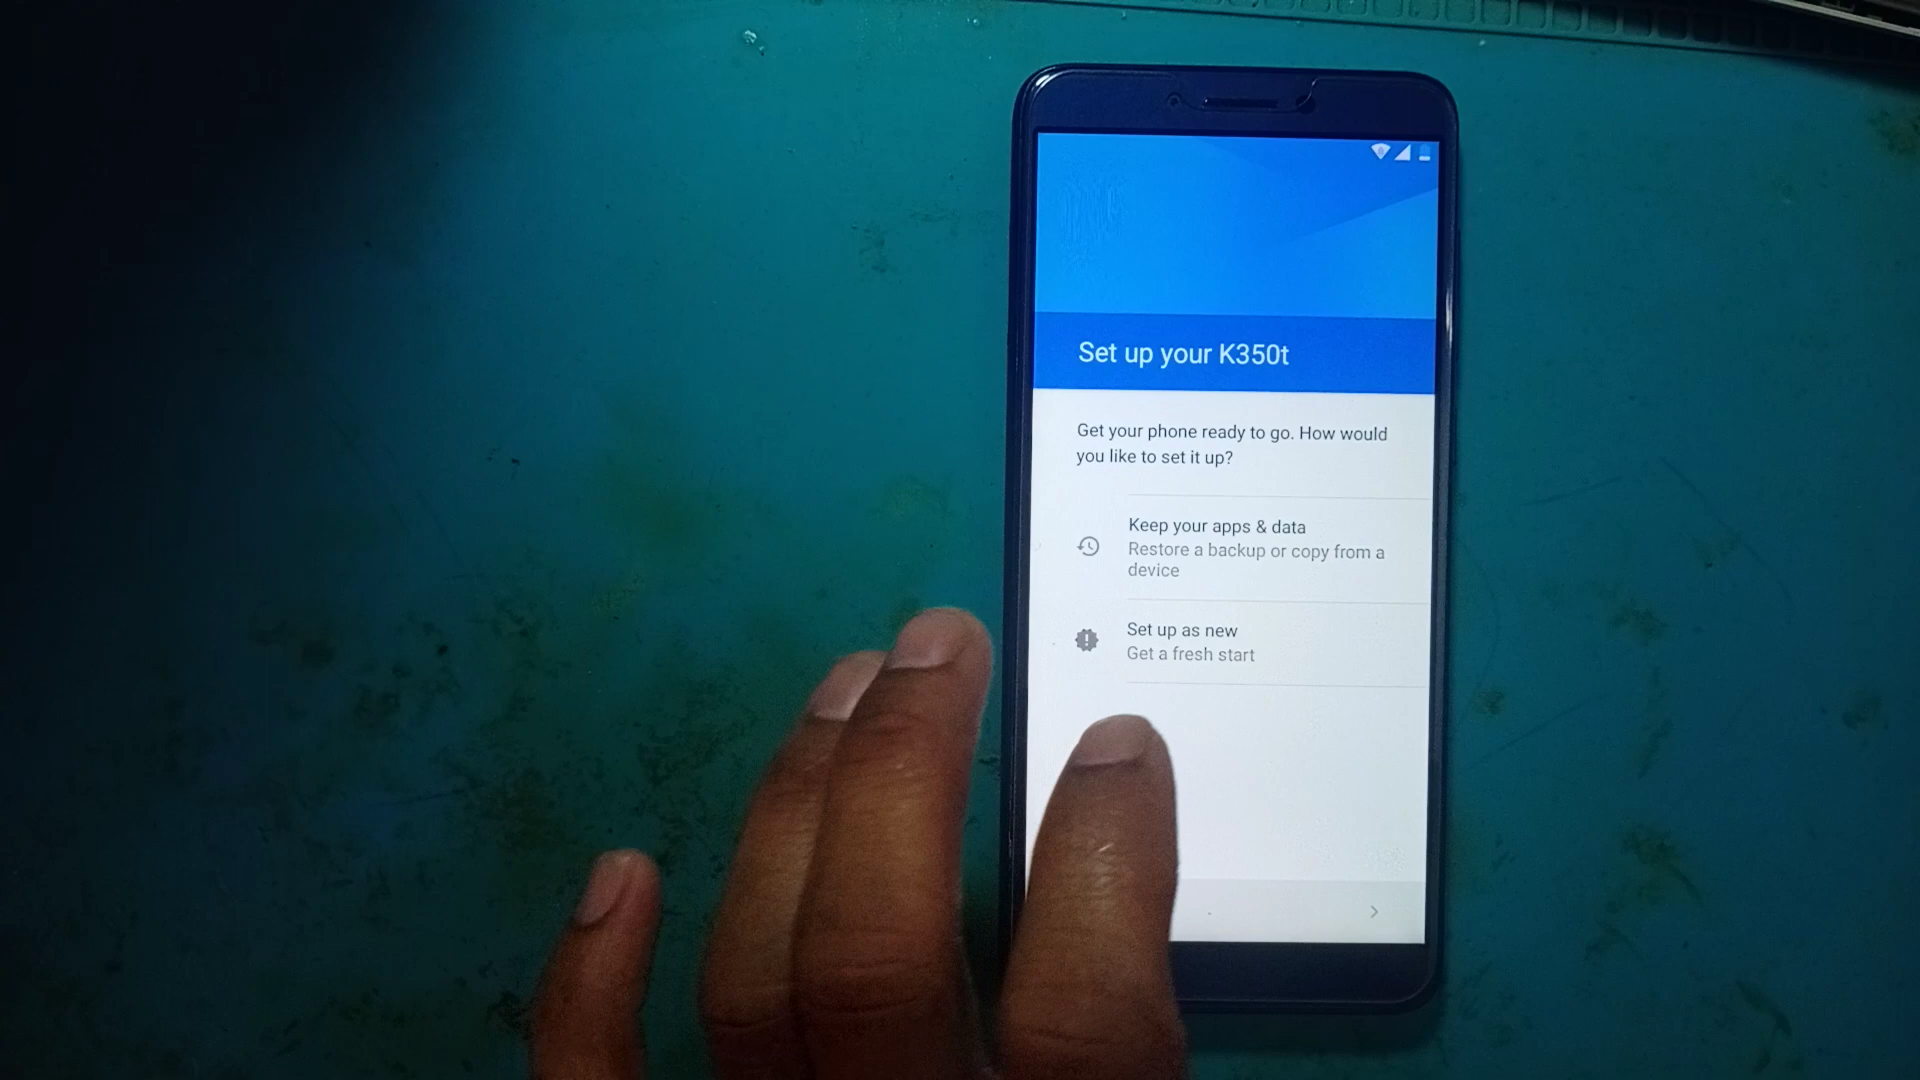 Set up your K350t
Get your phone ready to go. How would
you like to set it up?
Keep your apps & data
Restore a backup or copy from a
device
Set up as new
Get a fresh start